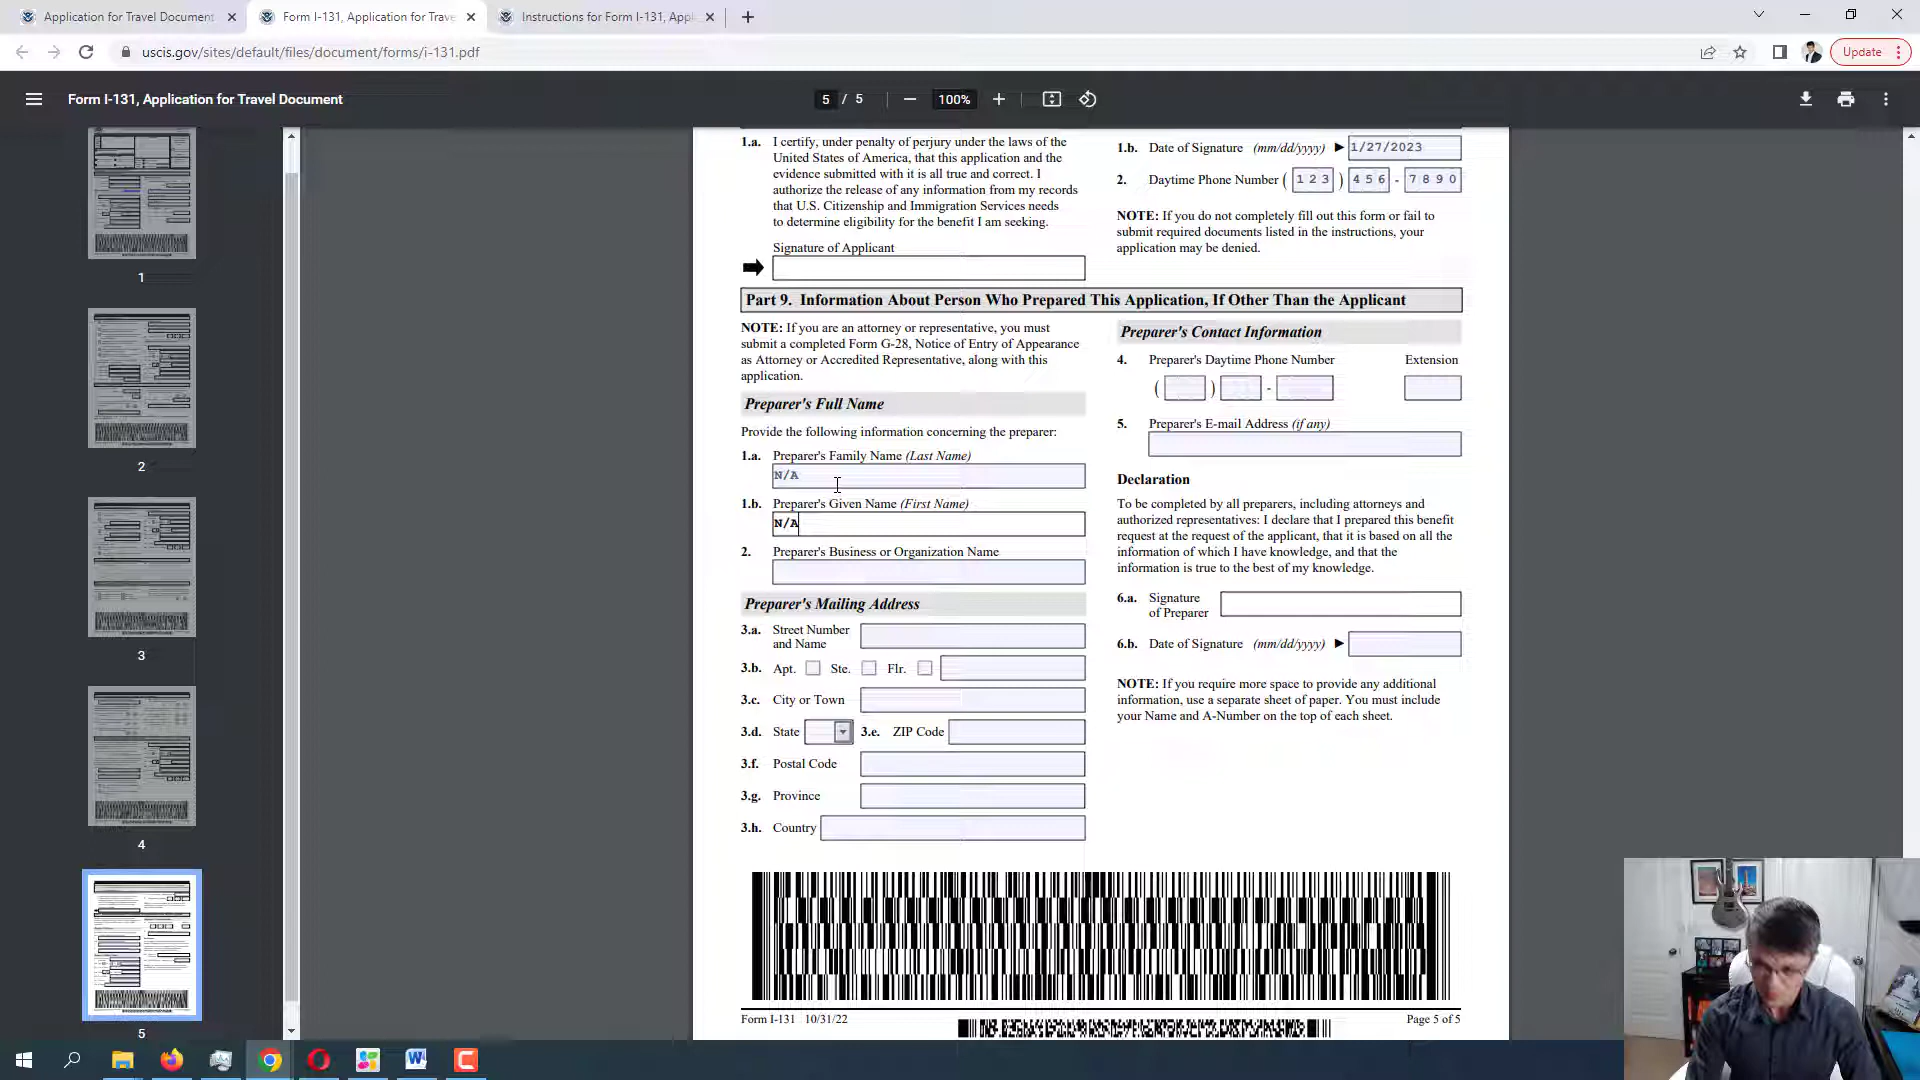 Application for Travel Document
Form I-131, Application for Trave
Instructions for Form I-131, Appl
uscis.gov/sites/default/files/document/forms/i-131.pdf
Update
Form I-131, Application for Travel Document
5 / 5
100%
1
2
3
4
5
1.a. I certify, under penalty of perjury under the laws of the
United States of America, that this application and the
evidence submitted with it is all true and correct. I
authorize the release of any information from my records
that U.S. Citizenship and Immigration Services needs
to determine eligibility for the benefit I am seeking.
Signature of Applicant
1.b. Date of Signature (mm/dd/yyyy) 1/27/2023
2. Daytime Phone Number ( 1 2 3 ) 4 5 6 - 7 8 9 0
NOTE: If you do not completely fill out this form or fail to
submit required documents listed in the instructions, your
application may be denied.
Part 9. Information About Person Who Prepared This Application, If Other Than the Applicant
NOTE: If you are an attorney or representative, you must
submit a completed Form G-28, Notice of Entry of Appearance
as Attorney or Accredited Representative, along with this
application.
Preparer's Full Name
Provide the following information concerning the preparer:
1.a. Preparer's Family Name (Last Name)
N/A
1.b. Preparer's Given Name (First Name)
N/A
2. Preparer's Business or Organization Name
Preparer's Mailing Address
3.a. Street Number
and Name
3.b. Apt. Ste. Flr.
3.c. City or Town
3.d. State 3.e. ZIP Code
3.f. Postal Code
3.g. Province
3.h. Country
Preparer's Contact Information
4. Preparer's Daytime Phone Number Extension
( ) -
5. Preparer's E-mail Address (if any)
Declaration
To be completed by all preparers, including attorneys and
authorized representatives: I declare that I prepared this benefit
request at the request of the applicant, that it is based on all the
information of which I have knowledge, and that the
information is true to the best of my knowledge.
6.a. Signature
of Preparer
6.b. Date of Signature (mm/dd/yyyy)
NOTE: If you require more space to provide any additional
information, use a separate sheet of paper. You must include
your Name and A-Number on the top of each sheet.
Form I-131 10/31/22
Page 5 of 5